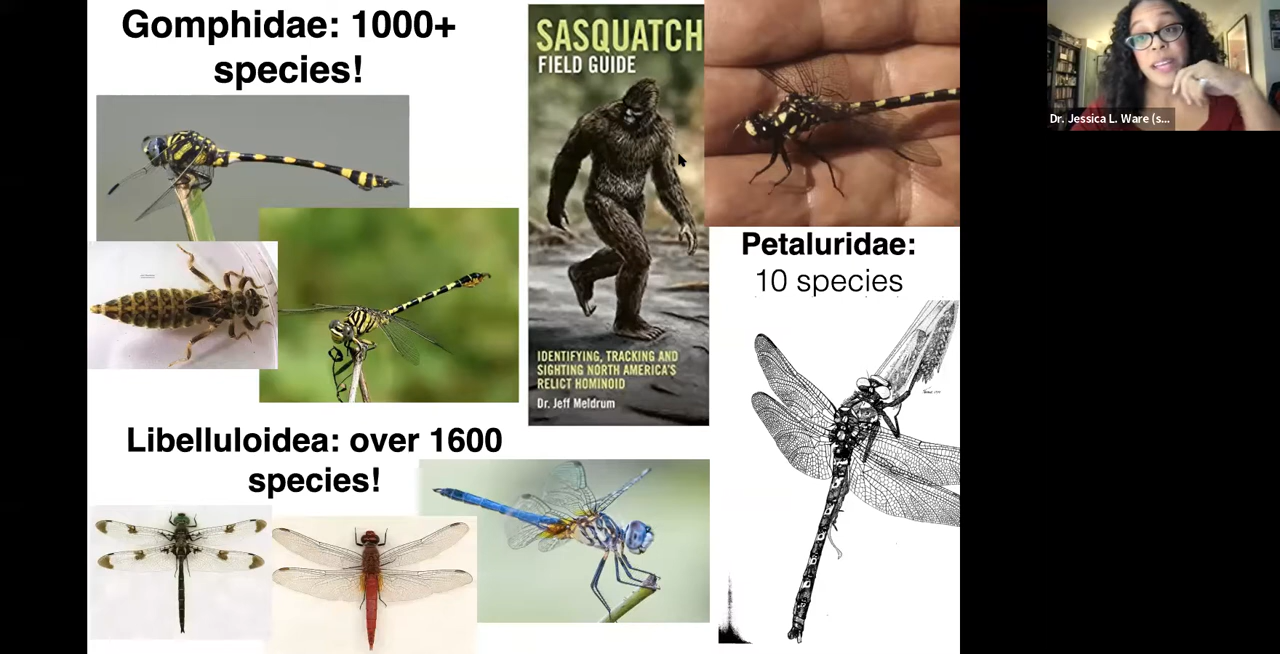 Gomphidae: 1000+
species!
SASQUATCH
FIELD GUIDE
IDENTIFYING, TRACKING AND
SIGHTING NORTH AMERICA'S
RELICT HOMINOID
Dr. Jeff Meldrum
Petaluridae:
10 species
Libelluloidea: over 1600
species!
Dr. Jessica L. Ware (s...